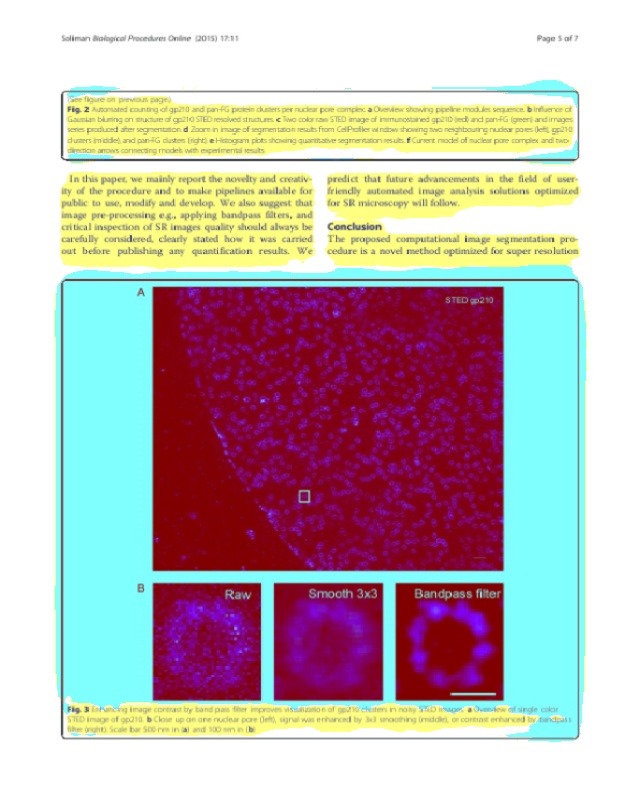 Soliman Biological Procedures Online (2015) 17:11 Page 5 of 7
(See figure on previous page.)
Fig. 2 Automated counting of gp210 and pan-FG protein clusters per nuclear pore complex. a Overview showing pipeline modules sequence. b Influence of
Gaussian blurring on structure of gp210 STED resolved structures. c Two color raw STED image of immunostained gp210 (red) and pan-FG (green) and images
series produced after segmentation. d Zoom in image of segmentation results from CellProfiler window showing two neighbouring nuclear pores (left), gp210
clusters (middle), and pan-FG clusters (right). e Histogram plots showing quantitative segmentation results. f Current model of nuclear pore complex and two-
direction arrows connecting models with experimental results.
In this paper, we mainly report the novelty and creativ-
ity of the procedure and to make pipelines available for
public to use, modify and develop. We also suggest that
image pre-processing e.g., applying bandpass filters, and
critical inspection of SR images quality should always be
carefully considered, clearly stated how it was carried
out before publishing any quantification results. We
predict that future advancements in the field of user-
friendly automated image analysis solutions optimized
for SR microscopy will follow.
Conclusion
The proposed computational image segmentation pro-
cedure is a novel method optimized for super resolution
A
STED gp210
B
Raw
Smooth 3x3
Bandpass filter
Fig. 3 Enhancing image contrast by band pass filter improves visualization of gp210 clusters in noisy STED images. a Overview of single color
STED image of gp210. b Close up on one nuclear pore (left), signal was enhanced by 3x3 smoothing (middle), or contrast enhanced by bandpass
filter (right). Scale bar 500 nm in (a) and 100 nm in (b)